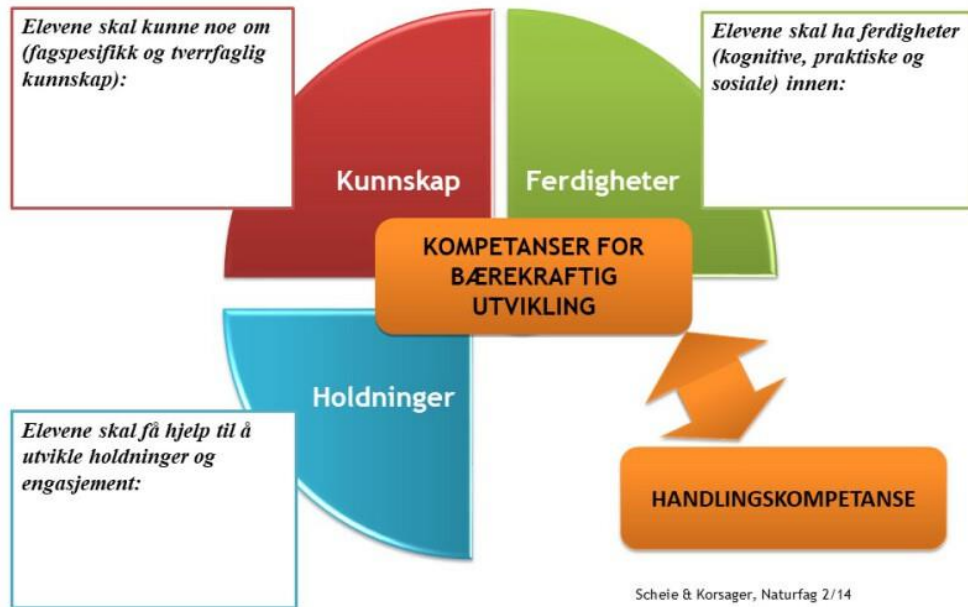 Elevene skal kunne noe om
(fagspesifikk og tverrfaglig
kunnskap):
Elevene skal ha ferdigheter
(kognitive, praktiske og
sosiale) innen:
Kunnskap
Ferdigheter
KOMPETANSER FOR
BÆREKRAFTIG
UTVIKLING
Holdninger
Elevene skal få hjelp til å
utvikle holdninger og
engasjement:
HANDLINGSKOMPETANSE
Scheie & Korsager, Naturfag 2/14